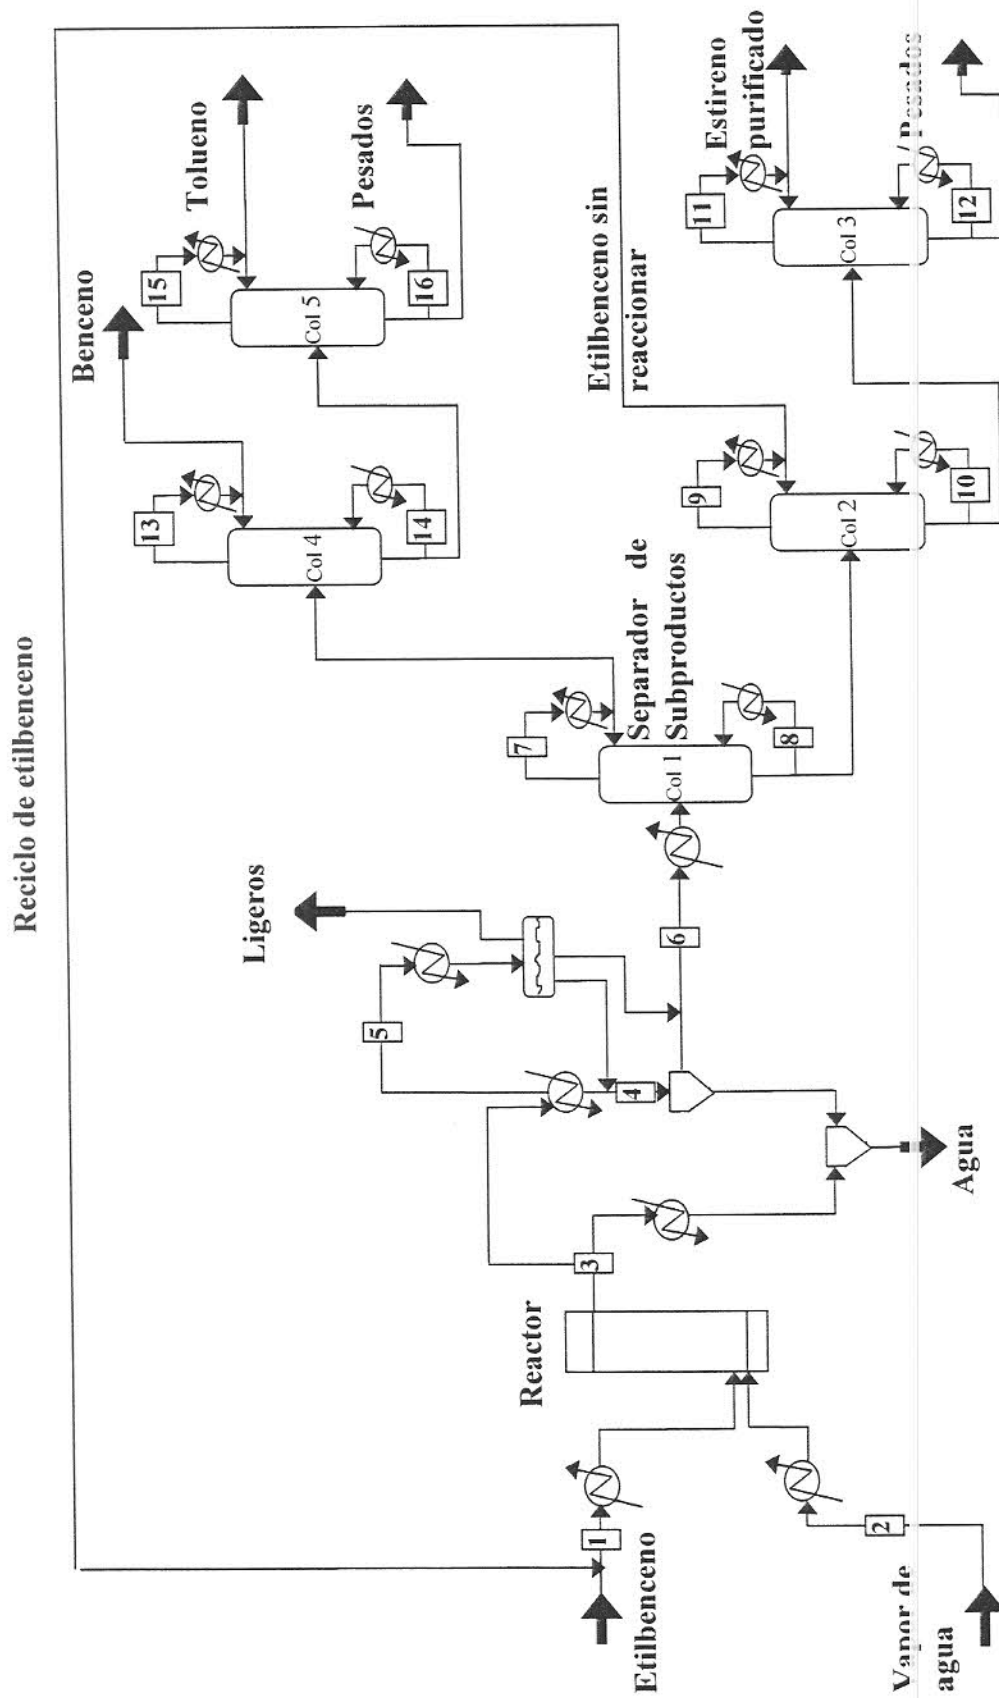 Reciclo de etilbenceno
Benceno
Tolueno
15
Pesados
16
Col 5
13
14
Col 4
Ligeros
5
7
Separador de
Subproductos
Col 1
8
6
4
3
Reactor
Etilbenceno sin
reaccionar
9
Col 2
10
Estireno
purificado
11
Col 3
12
Pesados
1
Etilbenceno
2
Vapor de
agua
Agua